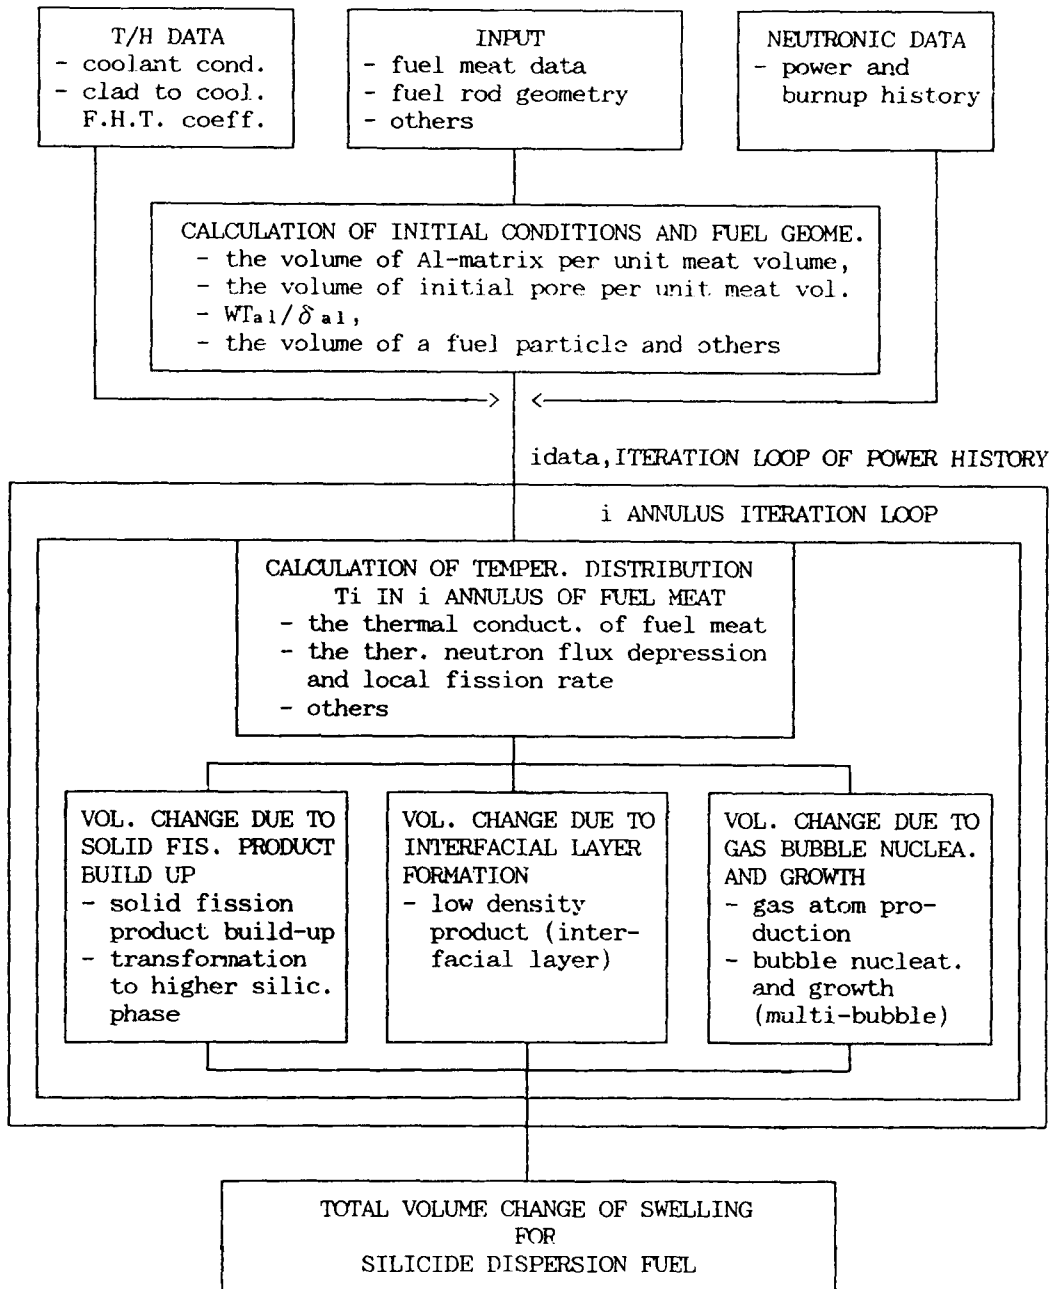 T/H DATA
- coolant cond.
- clad to cool.
F.H.T. coeff.
INPUT
- fuel meat data
- fuel rod geometry
- others
NEUTRONIC DATA
- power and
burnup history
CALCULATION OF INITIAL CONDITIONS AND FUEL GEOME.
- the volume of Al-matrix per unit meat volume,
- the volume of initial pore per unit meat vol.
- WTal/δal,
- the volume of a fuel particle and others
idata,ITERATION LOOP OF POWER HISTORY
i ANNULUS ITERATION LOOP
CALCULATION OF TEMPER. DISTRIBUTION
Ti IN i ANNULUS OF FUEL MEAT
- the thermal conduct. of fuel meat
- the ther. neutron flux depression
and local fission rate
- others
VOL. CHANGE DUE TO
SOLID FIS. PRODUCT
BUILD UP
- solid fission
product build-up
- transformation
to higher silic.
phase
VOL. CHANGE DUE TO
INTERFACIAL LAYER
FORMATION
- low density
product (inter-
facial layer)
VOL. CHANGE DUE TO
GAS BUBBLE NUCLEA.
AND GROWTH
- gas atom pro-
duction
- bubble nucleat.
and growth
(multi-bubble)
TOTAL VOLUME CHANGE OF SWELLING
FOR
SILICIDE DISPERSION FUEL